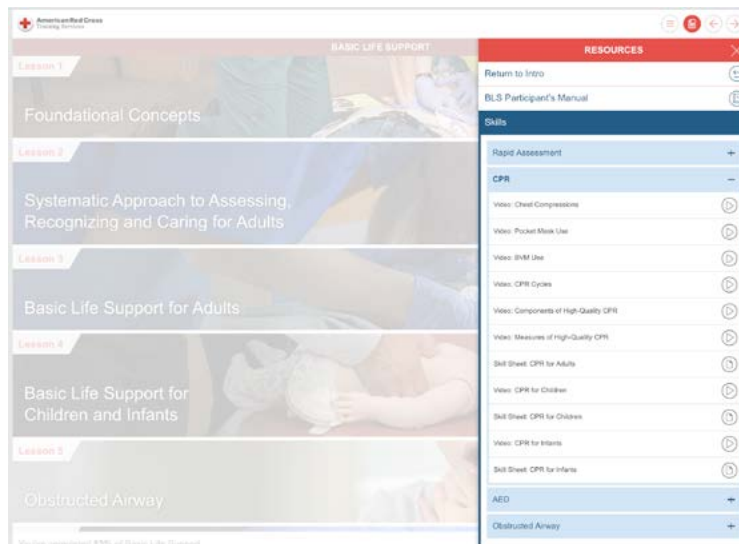 American Red Cross
Training Services
BASIC LIFE SUPPORT
Lesson 1
Foundational Concepts
Lesson 2
Systematic Approach to Assessing,
Recognizing and Caring for Adults
Lesson 3
Basic Life Support for Adults
Lesson 4
Basic Life Support for
Children and Infants
Lesson 5
Obstructed Airway
RESOURCES
Return to Intro
BLS Participant's Manual
Skills
Rapid Assessment
CPR
Video: Chest Compressions
Video: Pocket Mask Use
Video: BVM Use
Video: CPR Cycles
Video: Components of High-Quality CPR
Video: Measures of High-Quality CPR
Skill Sheet: CPR for Adults
Video: CPR for Children
Skill Sheet: CPR for Children
Video: CPR for Infants
Skill Sheet: CPR for Infants
AED
Obstructed Airway